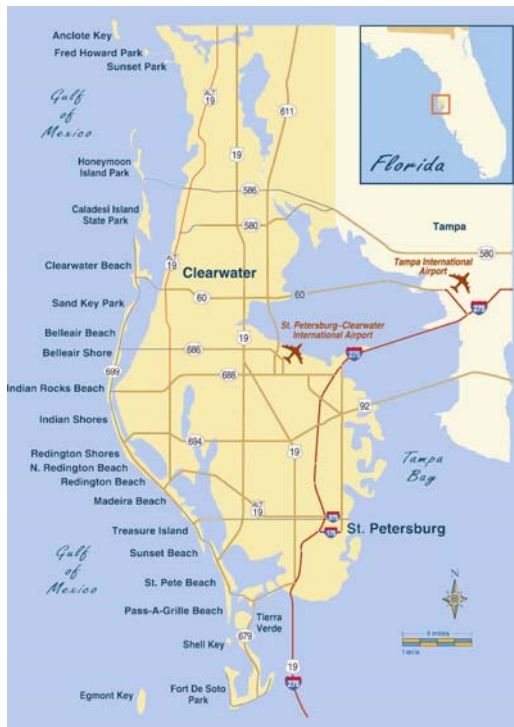 Anclote Key
Fred Howard Park
Sunset Park
Gulf
of
Mexico
ALT
19
19
611
Florida
Honeymoon
Island Park
586
Caladesi Island
State Park
580
Tampa
580
Clearwater Beach
ALT
19
Clearwater
Tampa International
Airport
Sand Key Park
60
60
275
Belleair Beach
19
St. Petersburg–Clearwater
International Airport
Belleair Shore
686
275
699
688
Indian Rocks Beach
92
Indian Shores
694
19
Redington Shores
N. Redington Beach
Redington Beach
Tampa
Bay
Madeira Beach
ALT
19
375
Treasure Island
175
St. Petersburg
Gulf
of
Mexico
Sunset Beach
St. Pete Beach
N
Pass-A-Grille Beach
Tierra
Verde
679
Shell Key
4 miles
19
275
Egmont Key
Fort De Soto
Park